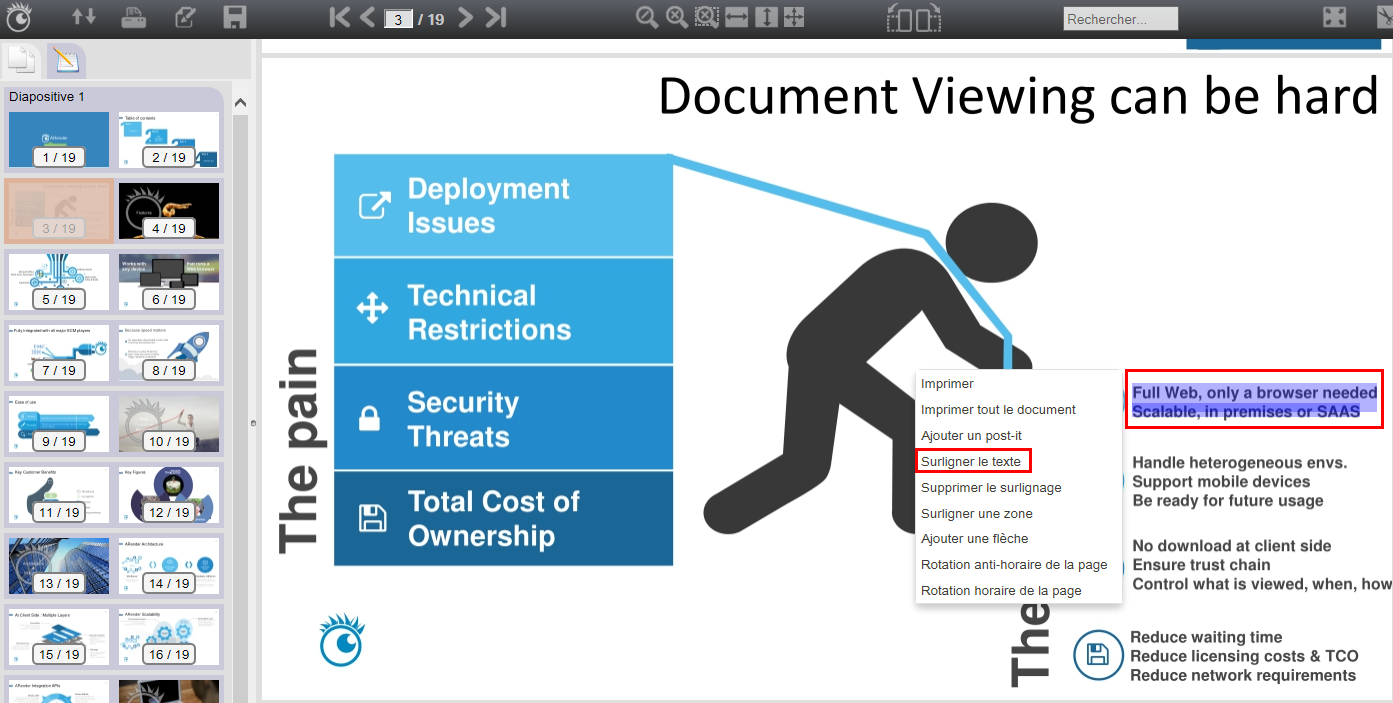 3 / 19
Rechercher...
Diapositive 1
ARender
1 / 19
Table of contents
2 / 19
3 / 19
Features
4 / 19
5 / 19
Works with
any device
6 / 19
Fully integrated with all major ECM players
7 / 19
Because speed matters
8 / 19
Ease of use
9 / 19
10 / 19
Key Customer Benefits
11 / 19
Key Figures
12 / 19
13 / 19
ARender Architecture
14 / 19
At Client Side : Multiple Layers
15 / 19
ARender Scalability
16 / 19
ARender Integration APIs
Document Viewing can be hard
The pain
Deployment
Issues
Technical
Restrictions
Security
Threats
Total Cost of
Ownership
Imprimer
Imprimer tout le document
Ajouter un post-it
Surligner le texte
Supprimer le surlignage
Surligner une zone
Ajouter une flèche
Rotation anti-horaire de la page
Rotation horaire de la page
The
Full Web, only a browser needed
Scalable, in premises or SAAS
Handle heterogeneous envs.
Support mobile devices
Be ready for future usage
No download at client side
Ensure trust chain
Control what is viewed, when, how
Reduce waiting time
Reduce licensing costs & TCO
Reduce network requirements